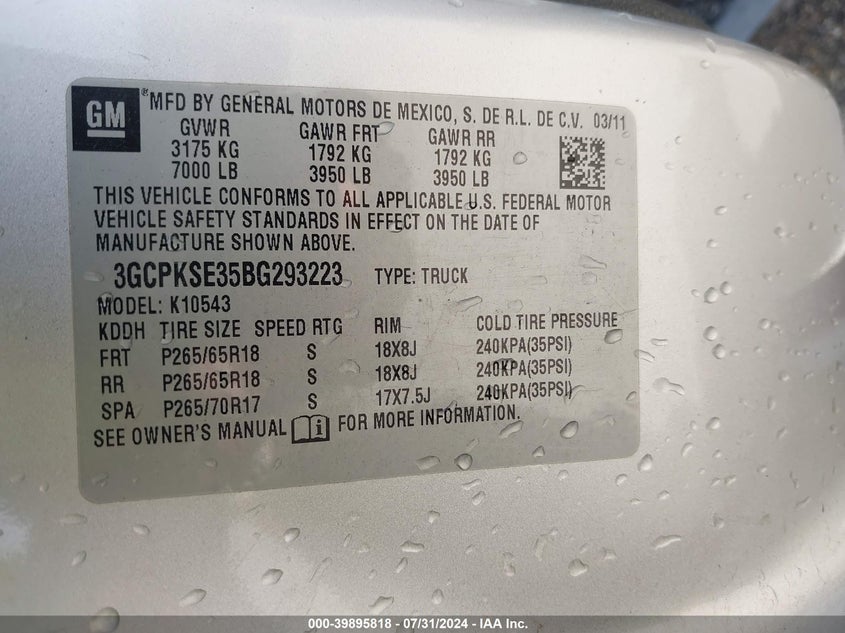 GM ® MFD BY GENERAL MOTORS DE MEXICO, S. DE R.L. DE C.V. 03/11
GVWR GAWR FRT GAWR RR
3175 KG 1792 KG 1792 KG
7000 LB 3950 LB 3950 LB
THIS VEHICLE CONFORMS TO ALL APPLICABLE U.S. FEDERAL MOTOR
VEHICLE SAFETY STANDARDS IN EFFECT ON THE DATE OF
MANUFACTURE SHOWN ABOVE.
3GCPKSE35BG293223 TYPE: TRUCK
MODEL: K10543
KDDH TIRE SIZE SPEED RTG RIM COLD TIRE PRESSURE
FRT P265/65R18 S 18X8J 240KPA(35PSI)
RR P265/65R18 S 18X8J 240KPA(35PSI)
SPA P265/70R17 S 17X7.5J 240KPA(35PSI)
SEE OWNER'S MANUAL i FOR MORE INFORMATION.
000-39895818 / 07/31/2024 - IAA Inc.